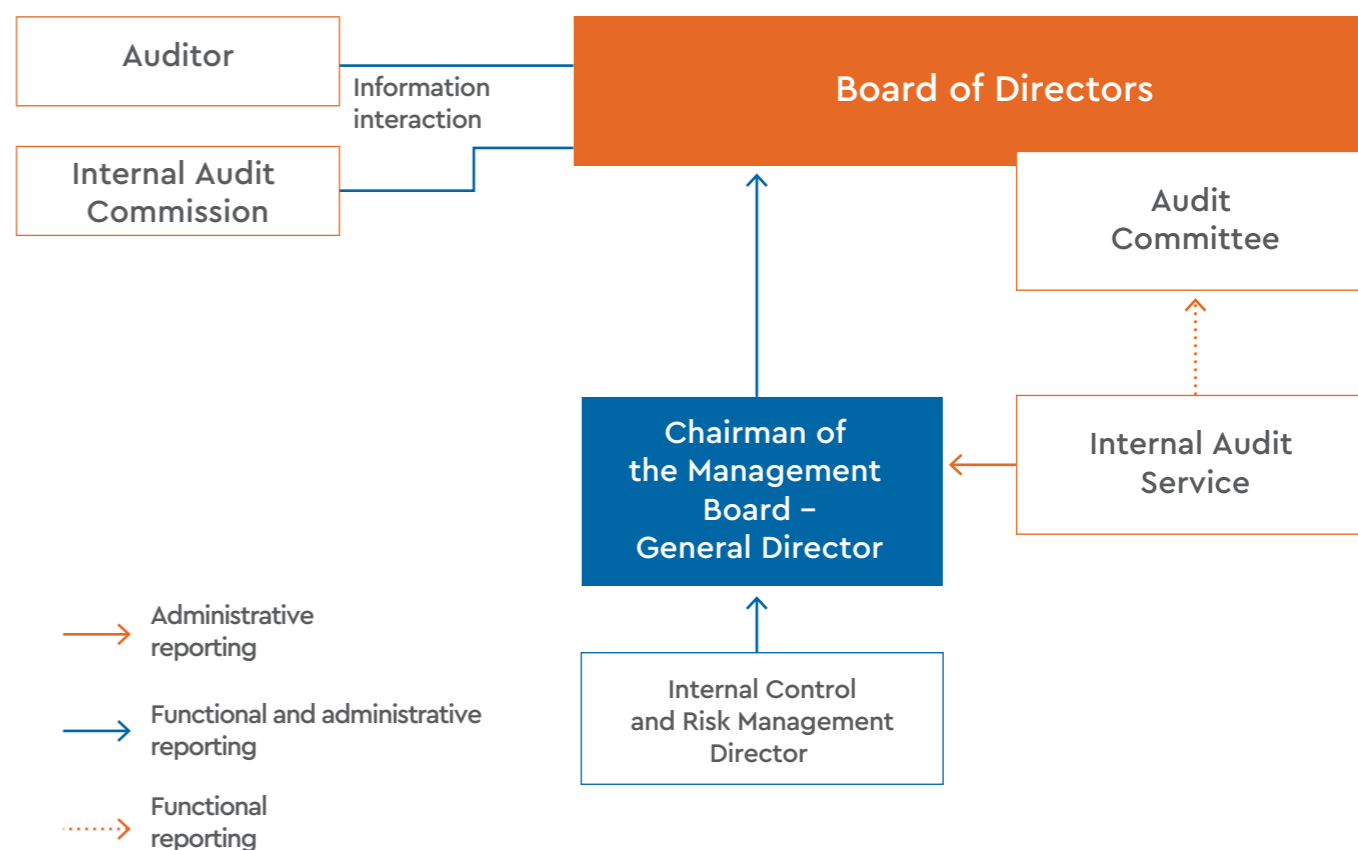 Auditor
Information
interaction
Board of Directors
Internal Audit
Commission
Audit
Committee
Chairman of
the Management
Board –
General Director
Internal Audit
Service
Administrative
reporting
Internal Control
and Risk Management
Director
Functional and administrative
reporting
Functional
reporting